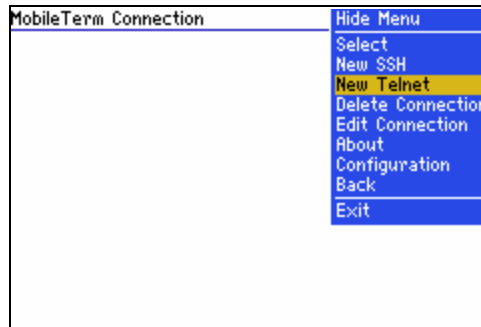 MobileTerm Connection
Hide Menu
Select
New SSH
New Telnet
Delete Connection
Edit Connection
About
Configuration
Back
Exit